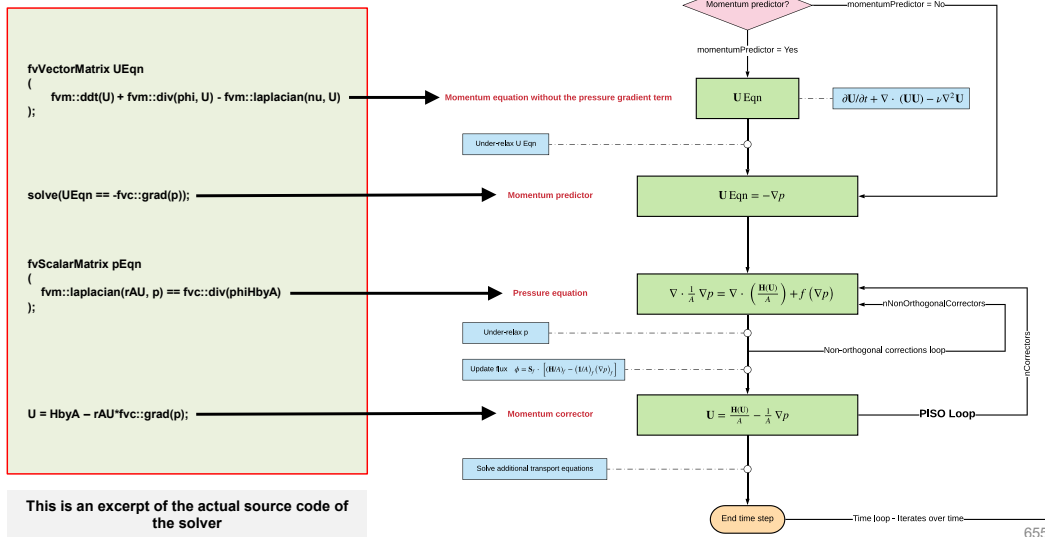 Momentum predictor?
momentumPredictor = No
momentumPredictor = Yes
fvVectorMatrix UEqn
(
fvm::ddt(U) + fvm::div(phi, U) - fvm::laplacian(nu, U)
);
Momentum equation without the pressure gradient term
U Eqn
∂U/∂t + ∇ · (UU) − ν∇²U
Under-relax U Eqn
solve(UEqn == -fvc::grad(p));
Momentum predictor
U Eqn = −∇p
fvScalarMatrix pEqn
(
fvm::laplacian(rAU, p) == fvc::div(phiHbyA)
);
Pressure equation
∇ · 1/A ∇p = ∇ · (H(U)/A) + f (∇p)
nNonOrthogonalCorrectors
nCorrectors
Under-relax p
Non-orthogonal corrections loop
Update flux ϕ = S_f · [(H/A)_f − (1/A)_f (∇p)_f]
U = HbyA – rAU*fvc::grad(p);
Momentum corrector
U = H(U)/A − 1/A ∇p
PISO Loop
Solve additional transport equations
This is an excerpt of the actual source code of
the solver
End time step
Time loop - Iterates over time
655